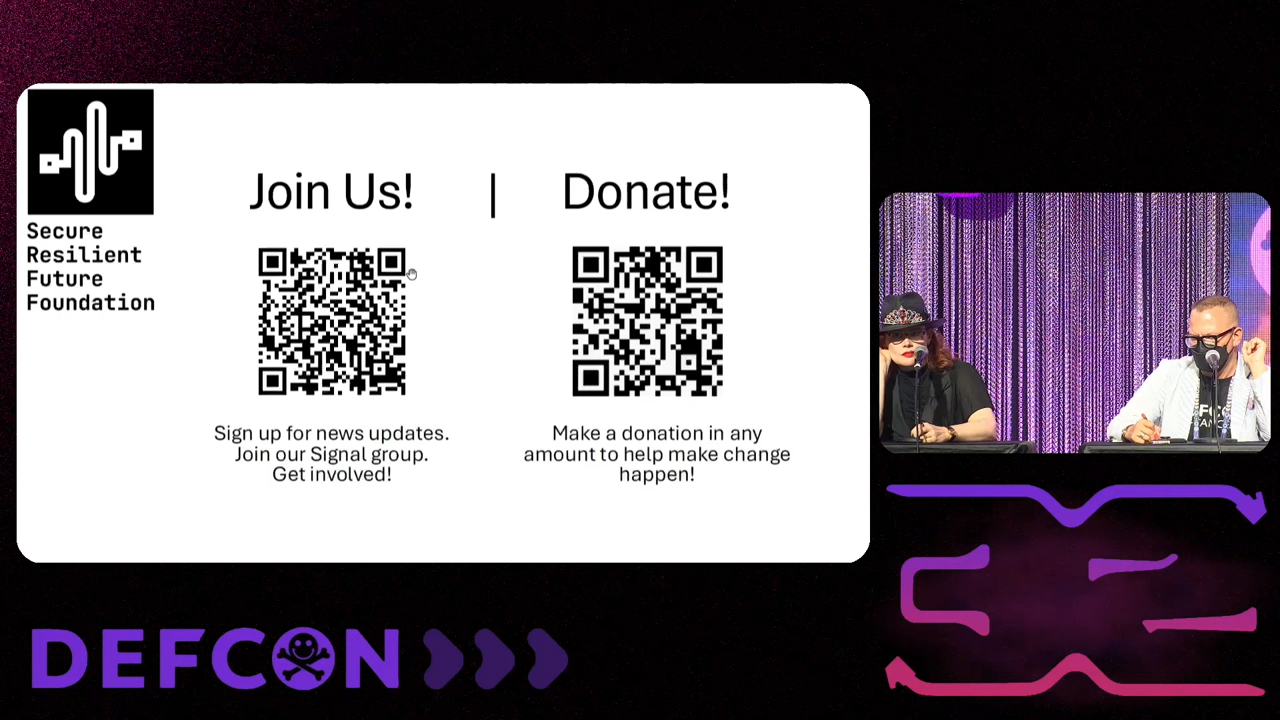 Secure
Resilient
Future
Foundation
Join Us! | Donate!
Sign up for news updates.
Join our Signal group.
Get involved!
Make a donation in any
amount to help make change
happen!
DEFCON